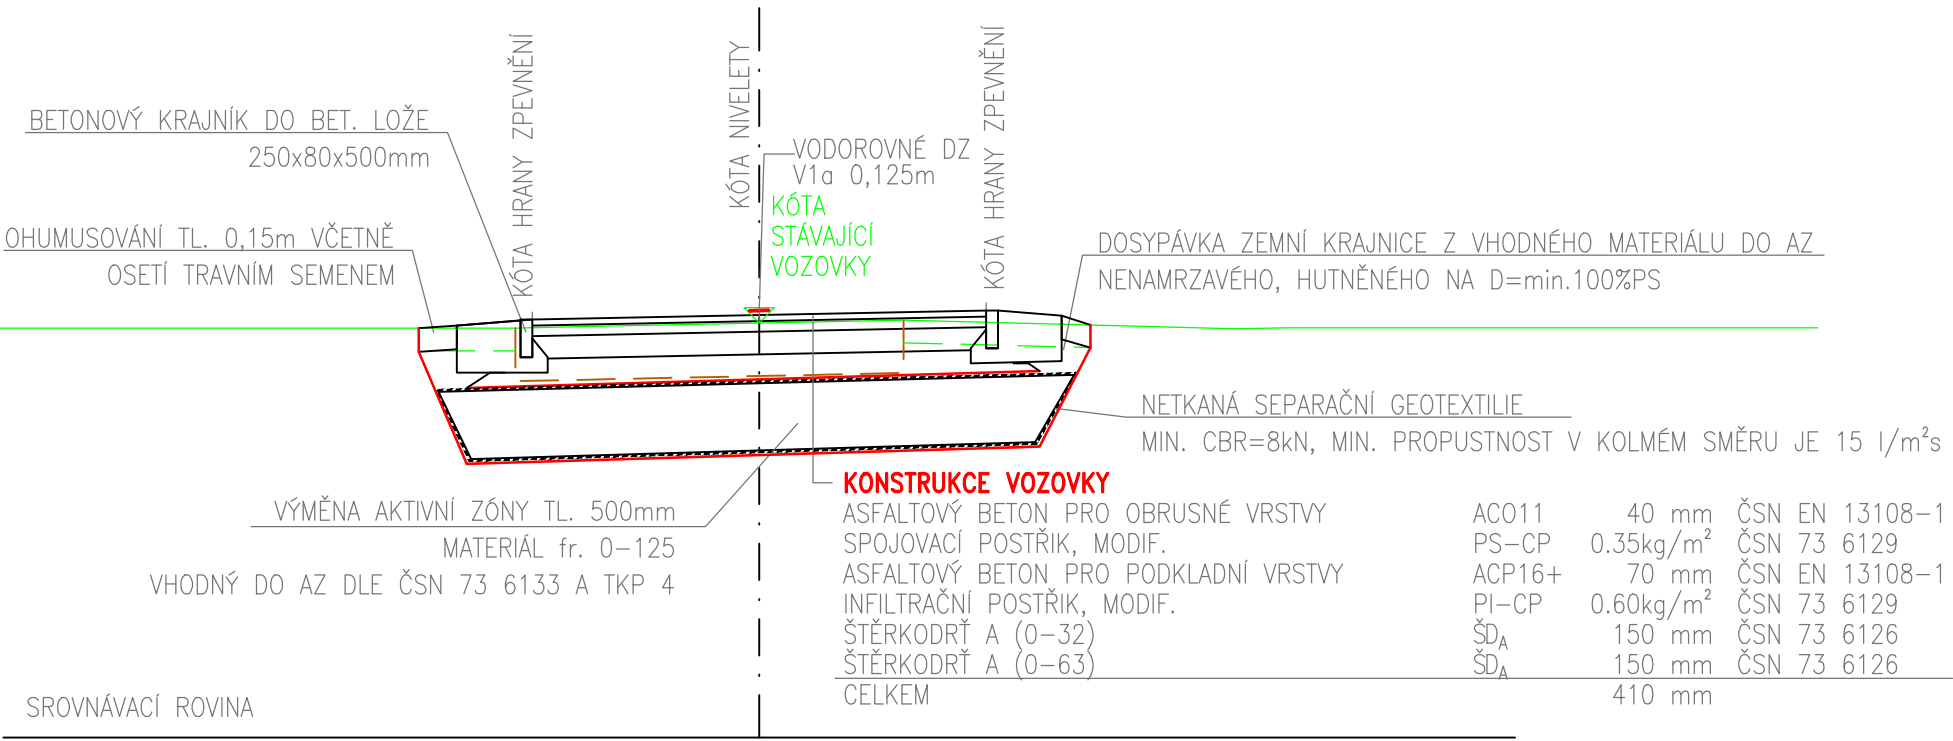 BETONOVÝ KRAJNÍK DO BET. LOŽE
250x80x500mm
OHUMUSOVÁNÍ TL. 0,15m VČETNĚ
OSETÍ TRAVNÍM SEMENEM
KÓTA HRANY ZPEVNĚNÍ
KÓTA NIVELETY
VODOROVNÉ DZ
V1a 0,125m
KÓTA
STÁVAJÍCÍ
VOZOVKY
KÓTA HRANY ZPEVNĚNÍ
DOSYPÁVKA ZEMNÍ KRAJNICE Z VHODNÉHO MATERIÁLU DO AZ
NENAMRZAVÉHO, HUTNĚNÉHO NA D=min.100%PS
NETKANÁ SEPARAČNÍ GEOTEXTILIE
MIN. CBR=8kN, MIN. PROPUSTNOST V KOLMÉM SMĚRU JE 15 l/m²s
VÝMĚNA AKTIVNÍ ZÓNY TL. 500mm
MATERIÁL fr. 0-125
VHODNÝ DO AZ DLE ČSN 73 6133 A TKP 4
KONSTRUKCE VOZOVKY
ASFALTOVÝ BETON PRO OBRUSNÉ VRSTVY ACO11 40 mm ČSN EN 13108-1
SPOJOVACÍ POSTŘIK, MODIF. PS-CP 0.35kg/m² ČSN 73 6129
ASFALTOVÝ BETON PRO PODKLADNÍ VRSTVY ACP16+ 70 mm ČSN EN 13108-1
INFILTRAČNÍ POSTŘIK, MODIF. PI-CP 0.60kg/m² ČSN 73 6129
ŠTĚRKODRŤ A (0-32) ŠDA 150 mm ČSN 73 6126
ŠTĚRKODRŤ A (0-63) ŠDA 150 mm ČSN 73 6126
CELKEM 410 mm
SROVNÁVACÍ ROVINA